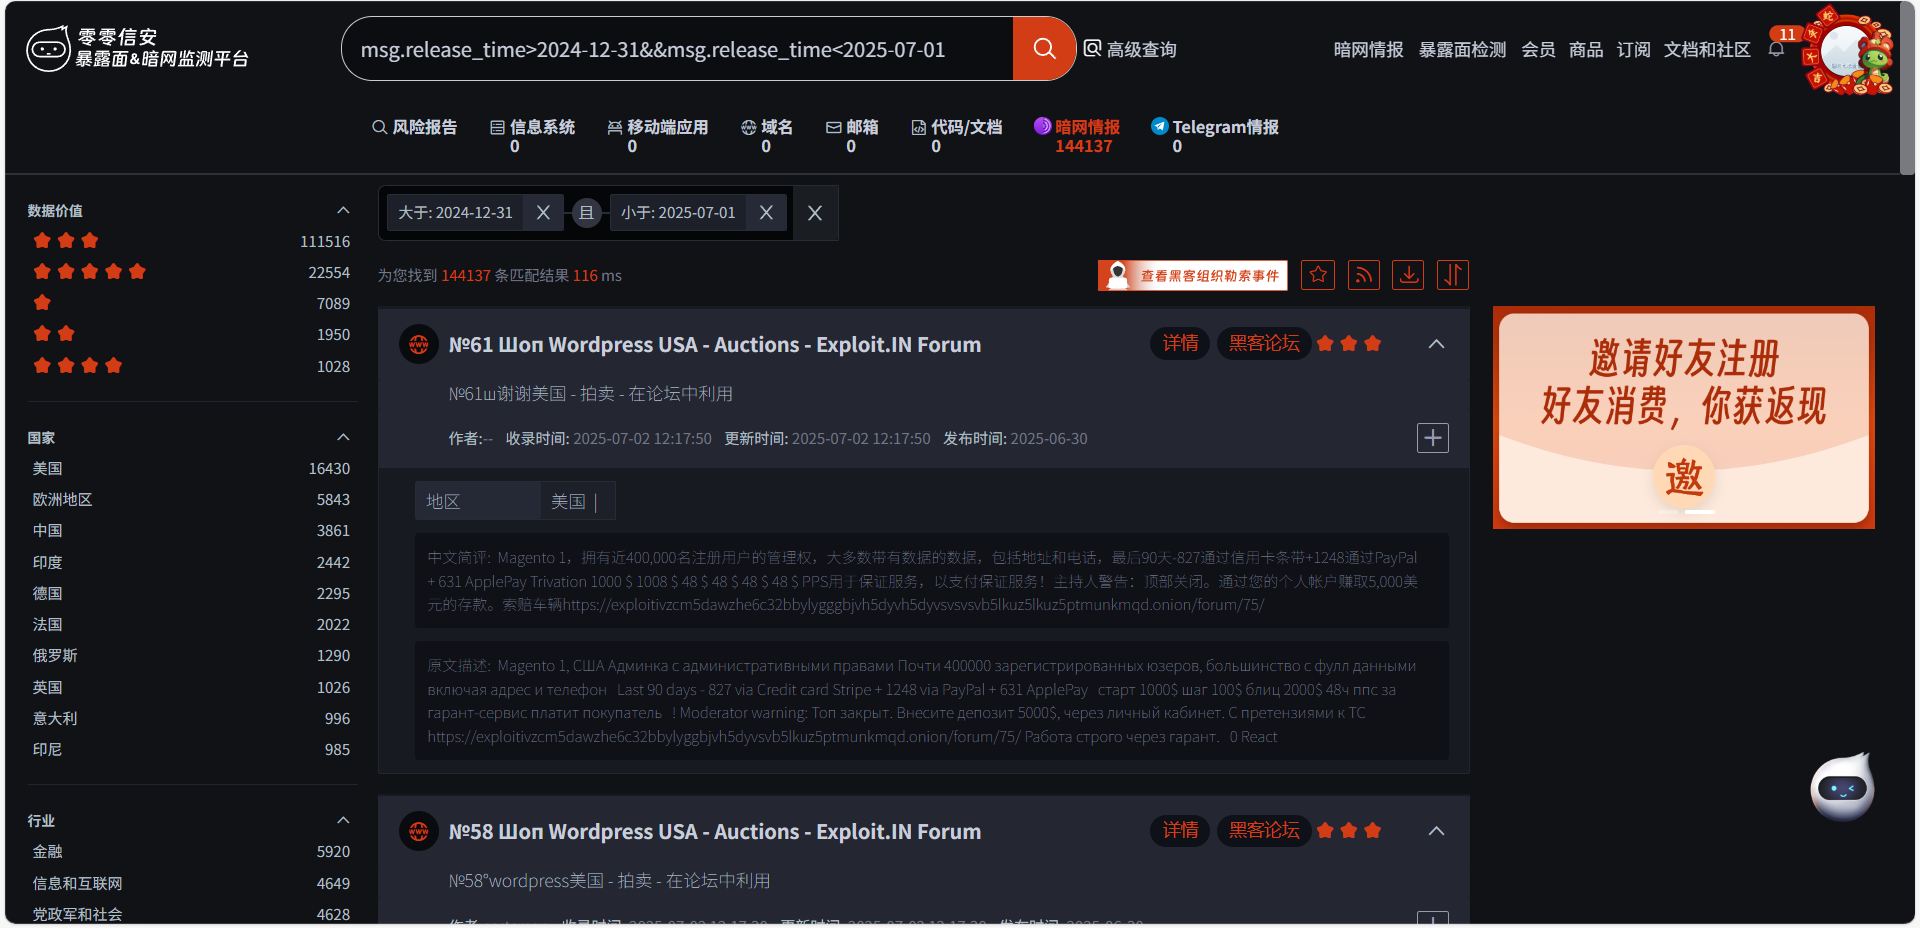 零零信安
暴露面&暗网监测平台
msg.release_time>2024-12-31&&msg.release_time<2025-07-01
高级查询
暗网情报 暴露面检测 会员 商品 订阅 文档和社区
11
风险报告 信息系统 移动端应用 域名 邮箱 代码/文档 暗网情报 Telegram情报
0 0 0 0 0 144137 0
数据价值
111516
22554
7089
1950
1028
国家
美国 16430
欧洲地区 5843
中国 3861
印度 2442
德国 2295
法国 2022
俄罗斯 1290
英国 1026
意大利 996
印尼 985
行业
金融 5920
信息和互联网 4649
党政军和社会 4628
大于: 2024-12-31 X 且 小于: 2025-07-01 X X
为您找到 144137 条匹配结果 116 ms
查看黑客组织勒索事件
№61 Шоп Wordpress USA - Auctions - Exploit.IN Forum
详情 黑客论坛
№61ш谢谢美国 - 拍卖 - 在论坛中利用
作者:-- 收录时间: 2025-07-02 12:17:50 更新时间: 2025-07-02 12:17:50 发布时间: 2025-06-30
地区 美国 |
中文简评: Magento 1，拥有近400,000名注册用户的管理权，大多数带有数据的数据，包括地址和电话，最后90天-827通过信用卡条带+1248通过PayPal
+ 631 ApplePay Trivation 1000 $ 1008 $ 48 $ 48 $ 48 $ 48 $ PPS用于保证服务，以支付保证服务！主持人警告：顶部关闭。通过您的个人帐户赚取5,000美
元的存款。索赔车辆https://exploitivzcm5dawzhe6c32bbylygggbjvh5dyvh5dyvsvsvsvb5lkuz5lkuz5ptmunkmqd.onion/forum/75/
原文描述: Magento 1, США Админка с административными правами Почти 400000 зарегистрированных юзеров, большинство с фулл данными
включая адрес и телефон Last 90 days - 827 via Credit card Stripe + 1248 via PayPal + 631 ApplePay старт 1000$ шаг 100$ блиц 2000$ 48ч ппс за
гарант-сервис платит покупатель ! Moderator warning: Топ закрыт. Внесите депозит 5000$, через личный кабинет. С претензиями к ТС
https://exploitivzcm5dawzhe6c32bbylyggbjvh5dyvsvb5lkuz5ptmunkmqd.onion/forum/75/ Работа строго через гарант. 0 React
№58 Шоп Wordpress USA - Auctions - Exploit.IN Forum
详情 黑客论坛
№58°wordpress美国 - 拍卖 - 在论坛中利用
邀请好友注册
好友消费，你获返现
邀